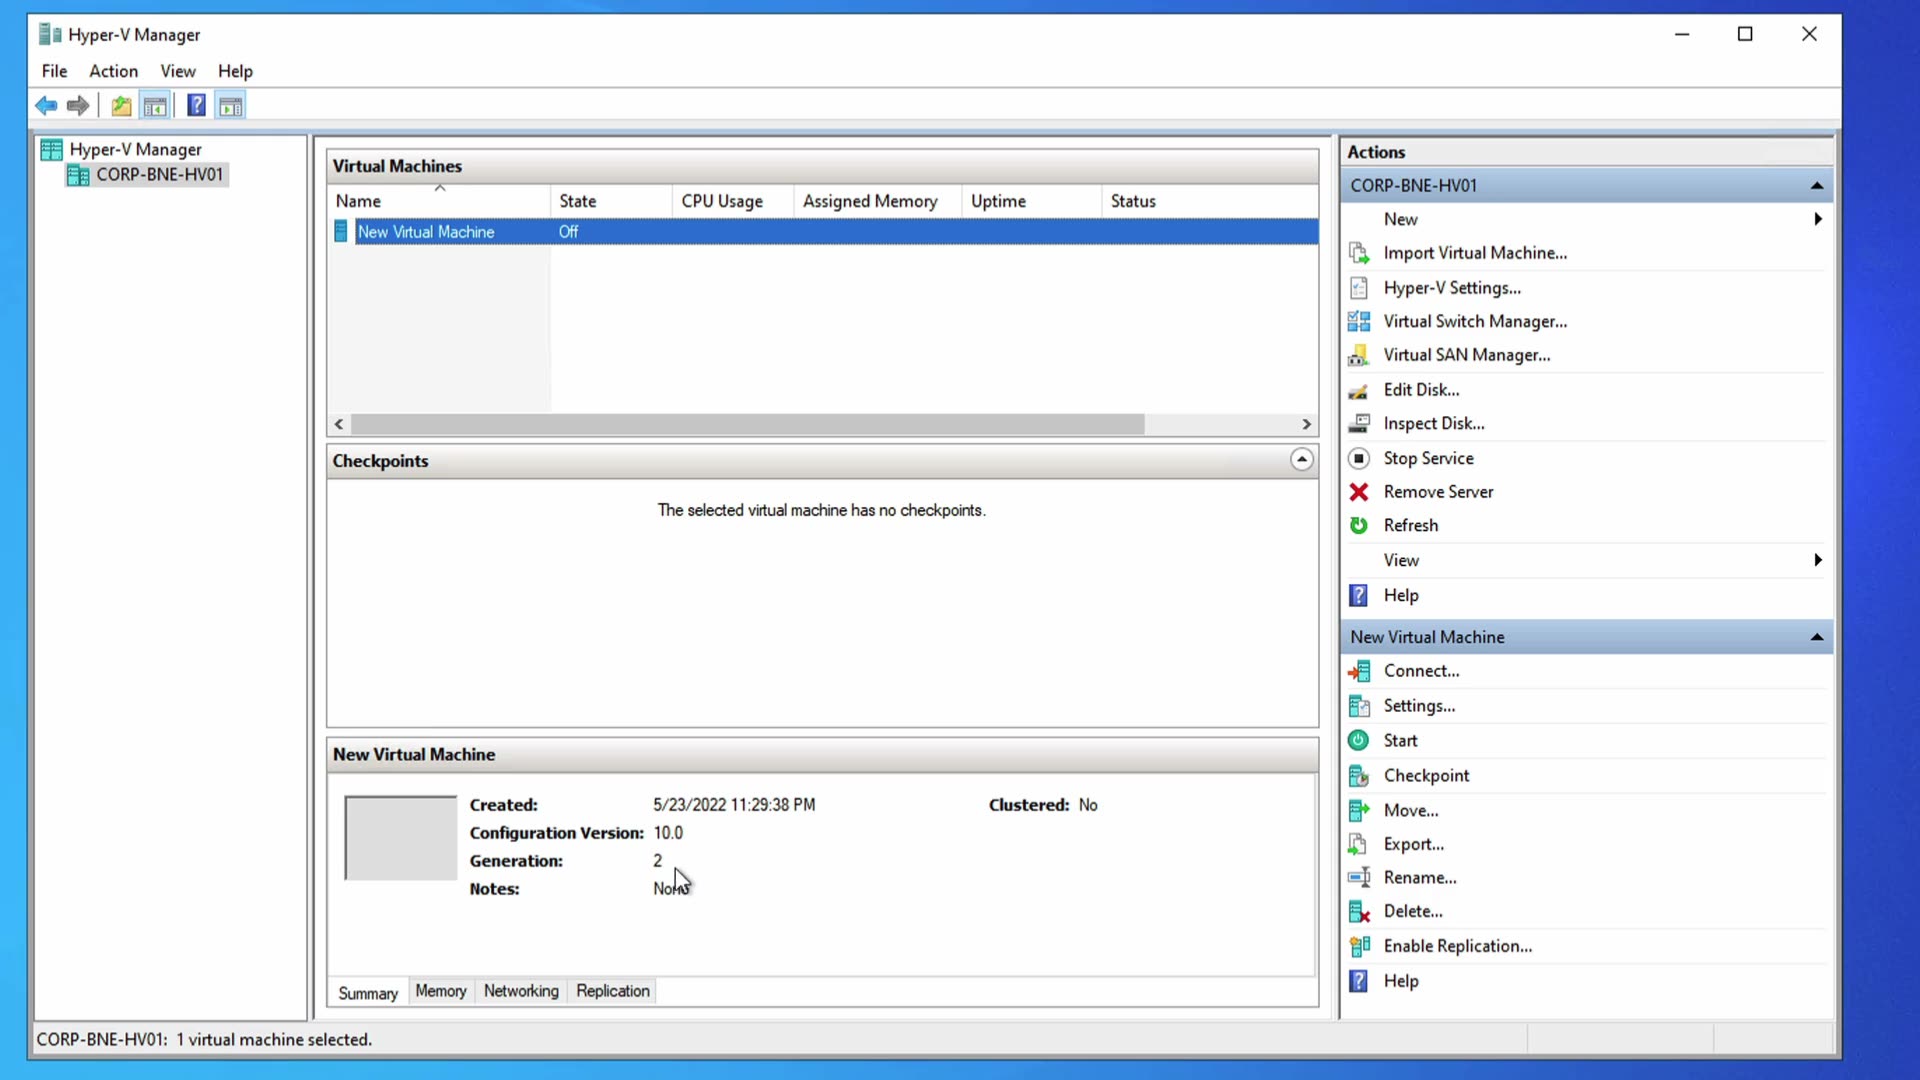 Hyper-V Manager
File Action View Help
Hyper-V Manager
CORP-BNE-HV01
Virtual Machines
Name State CPU Usage Assigned Memory Uptime Status
New Virtual Machine Off
Checkpoints
The selected virtual machine has no checkpoints.
New Virtual Machine
Created: 5/23/2022 11:29:38 PM Clustered: No
Configuration Version: 10.0
Generation: 2
Notes: None
Summary Memory Networking Replication
Actions
CORP-BNE-HV01
New
Import Virtual Machine...
Hyper-V Settings...
Virtual Switch Manager...
Virtual SAN Manager...
Edit Disk...
Inspect Disk...
Stop Service
Remove Server
Refresh
View
Help
New Virtual Machine
Connect...
Settings...
Start
Checkpoint
Move...
Export...
Rename...
Delete...
Enable Replication...
Help
CORP-BNE-HV01: 1 virtual machine selected.